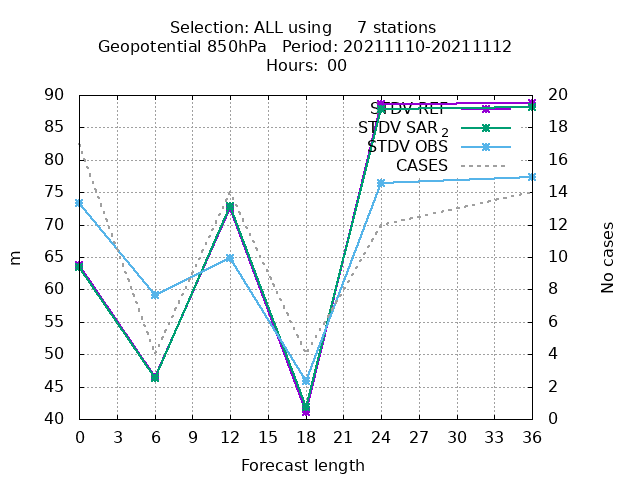 Selection: ALL using 7 stations
Geopotential 850hPa Period: 20211110-20211112
Hours: 00
90 20
85 18
80 16
75 14
70 12
65 10
60 8
55 6
50 4
45 2
40 0
m
No cases
STDV REF
STDV SAR 2
STDV OBS
CASES
0 3 6 9 12 15 18 21 24 27 30 33 36
Forecast length